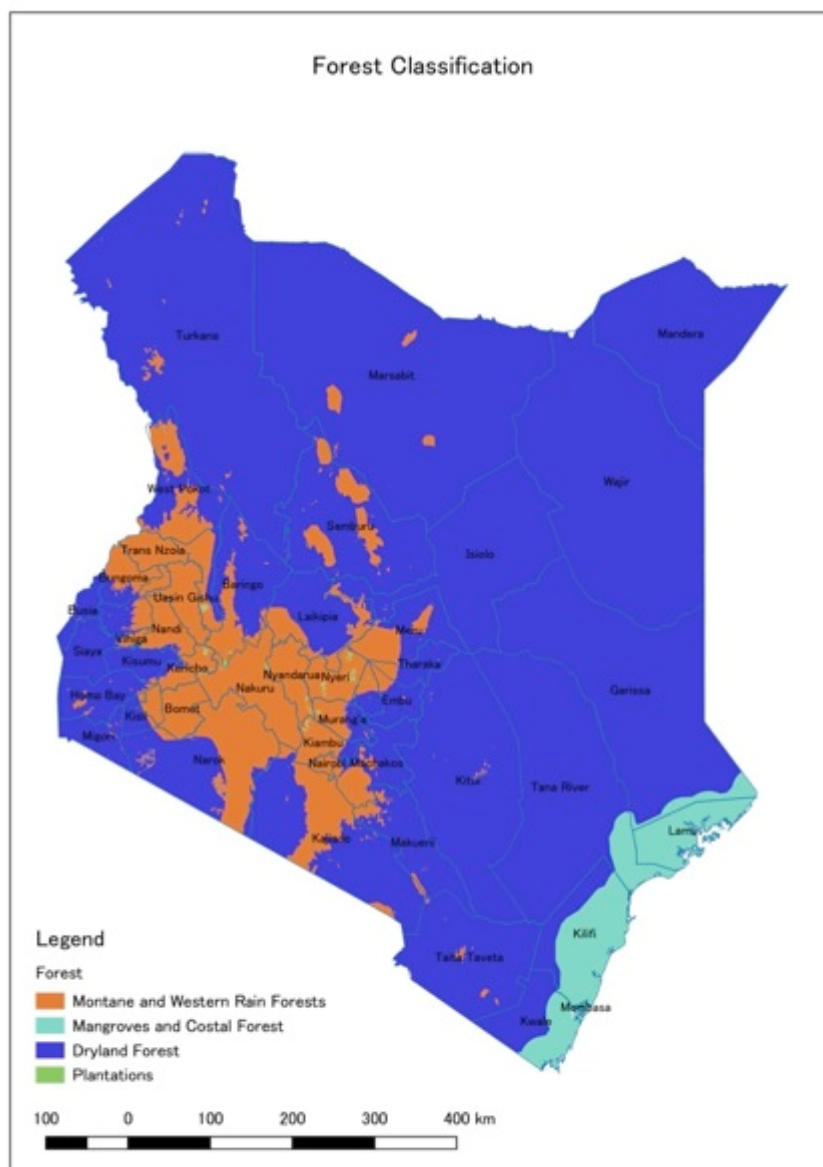 Forest Classification
Turkana
Mandera
Marsabit
Wajir
West Pokot
Samburu
Isiolo
Trans Nzoia
Bungoma
Baringo
Uasin Gishu
Busia
Laikipia
Nandi
Meru
Vihiga
Siaya
Kisumu
Tharaka
Kericho
Nyandarua
Nyeri
Nakuru
Garissa
Homa Bay
Embu
Bomet
Kisii
Murang'a
Migori
Kiambu
Narok
Nairobi
Machakos
Kitui
Tana River
Lamu
Kajiado
Makueni
Kilifi
Taita Taveta
Mombasa
Kwale
Legend
Forest
Montane and Western Rain Forests
Mangroves and Costal Forest
Dryland Forest
Plantations
100 0 100 200 300 400 km